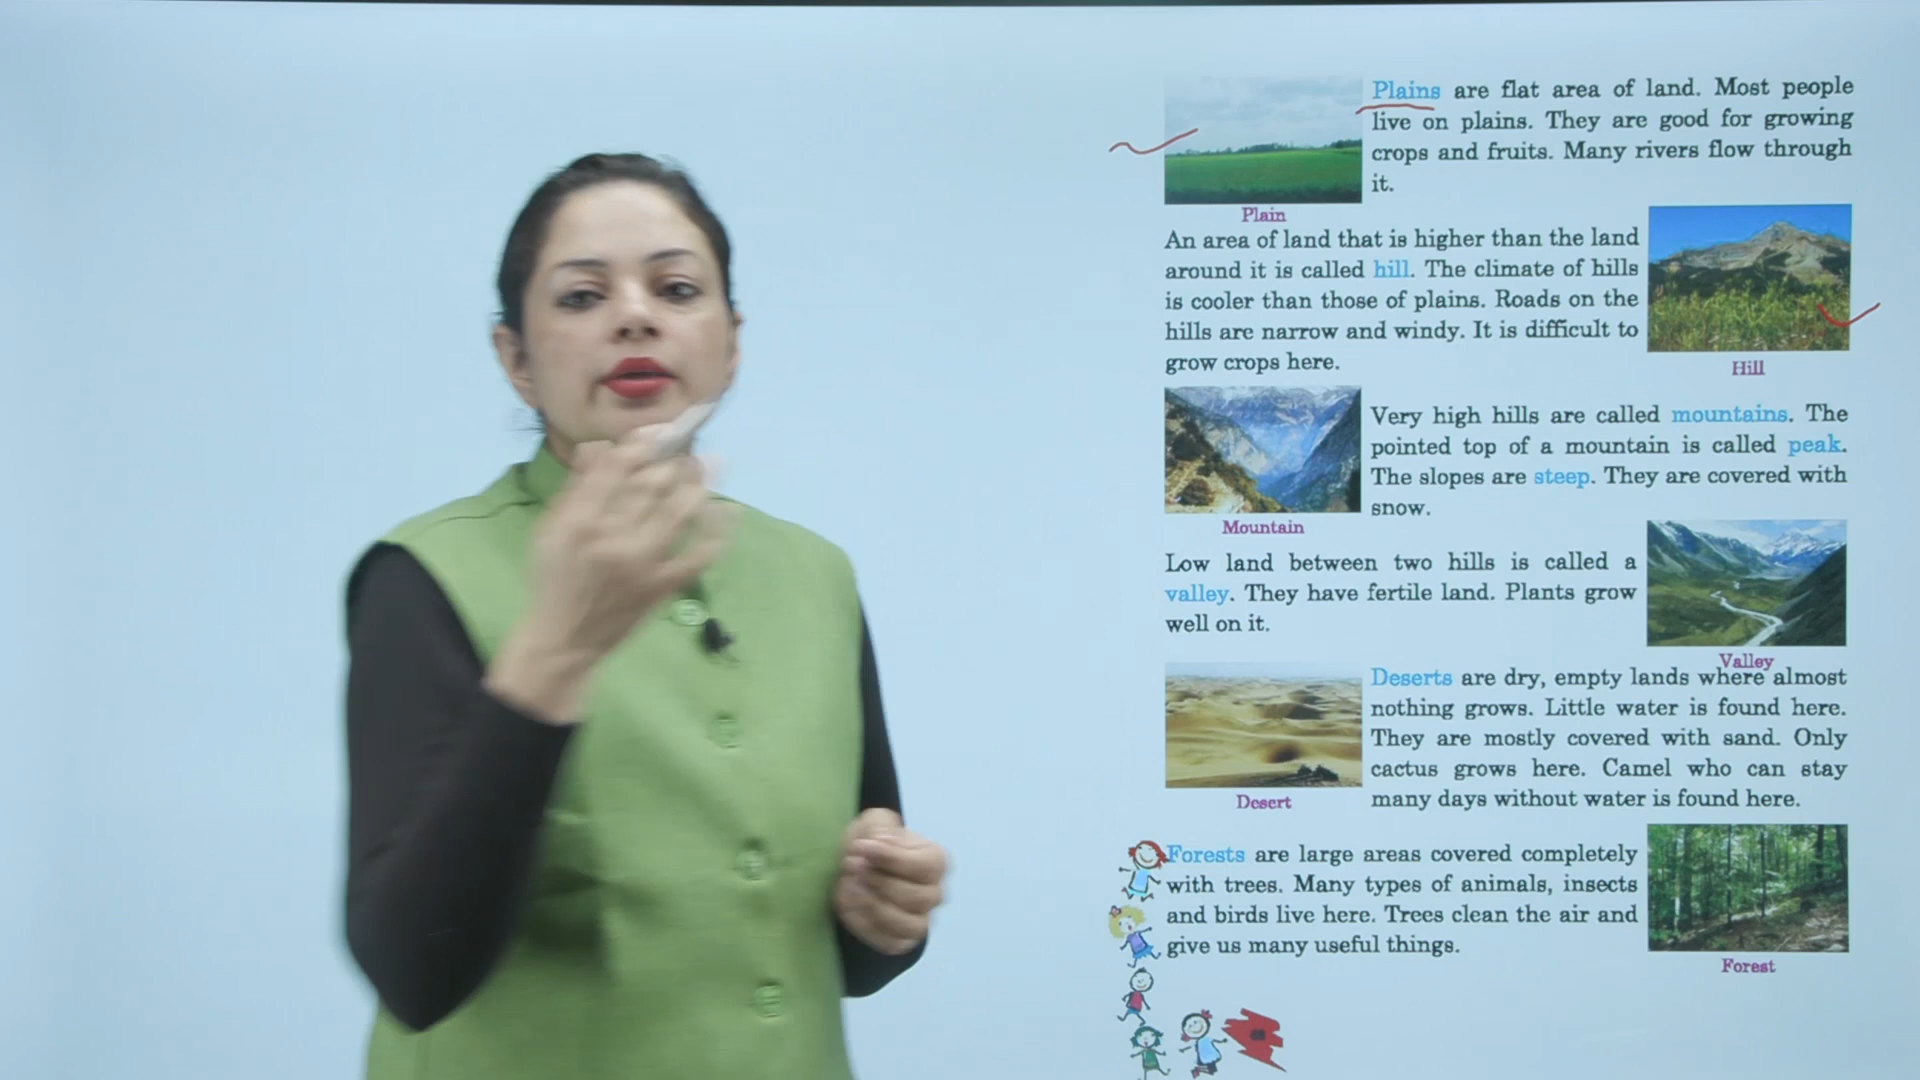 Plains are flat area of land. Most people
live on plains. They are good for growing
crops and fruits. Many rivers flow through
it.
Plain
An area of land that is higher than the land
around it is called hill. The climate of hills
is cooler than those of plains. Roads on the
hills are narrow and windy. It is difficult to
grow crops here.
Hill
Very high hills are called mountains. The
pointed top of a mountain is called peak.
The slopes are steep. They are covered with
snow.
Mountain
Low land between two hills is called a
valley. They have fertile land. Plants grow
well on it.
Valley
Deserts are dry, empty lands where almost
nothing grows. Little water is found here.
They are mostly covered with sand. Only
cactus grows here. Camel who can stay
many days without water is found here.
Desert
Forests are large areas covered completely
with trees. Many types of animals, insects
and birds live here. Trees clean the air and
give us many useful things.
Forest